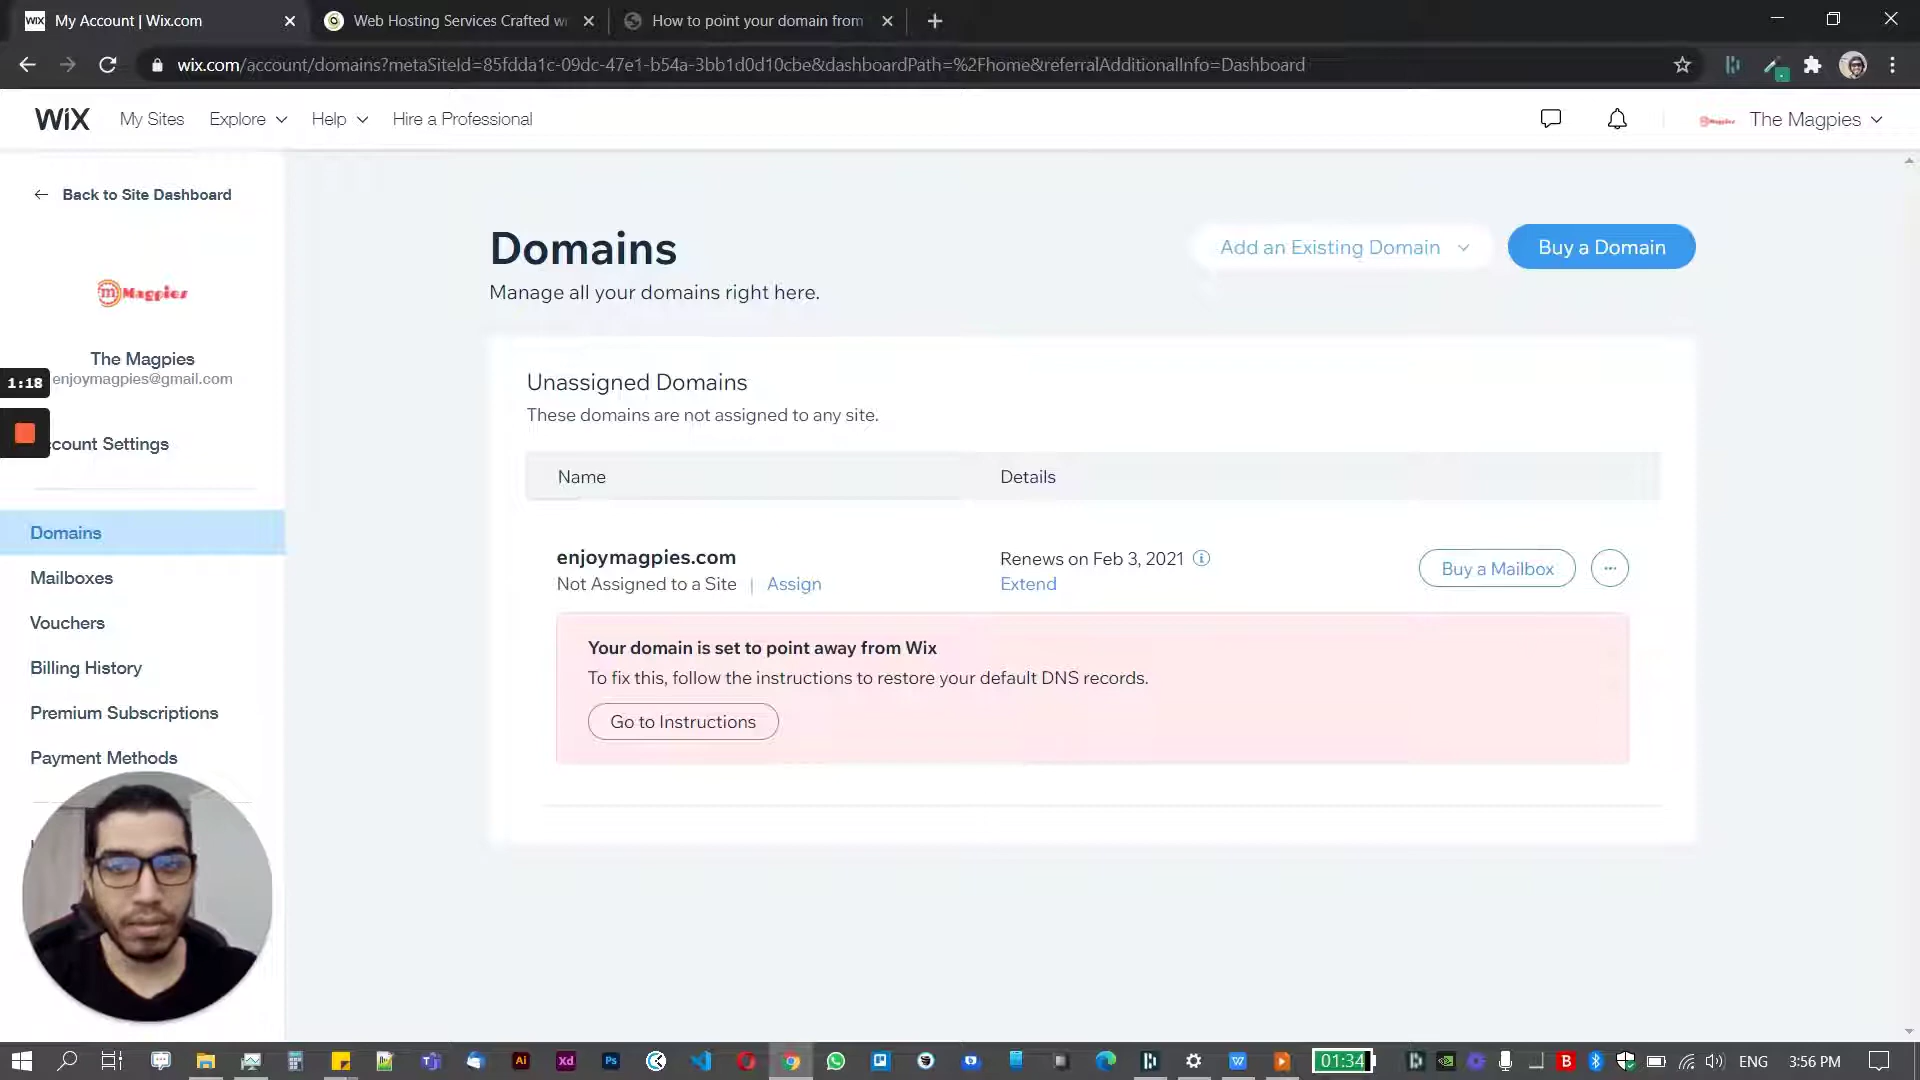 WIX My Account | Wix.com
Web Hosting Services Crafted w
How to point your domain from
wix.com/account/domains?metaSiteId=85fdda1c-09dc-47e1-b54a-3bb1d0d10cbe&dashboardPath=%2Fhome&referralAdditionalInfo=Dashboard
WiX My Sites Explore Help Hire a Professional
The Magpies
Back to Site Dashboard
Magpies
The Magpies
enjoymagpies@gmail.com
1:18
ccount Settings
Domains
Mailboxes
Vouchers
Billing History
Premium Subscriptions
Payment Methods
Domains
Manage all your domains right here.
Add an Existing Domain
Buy a Domain
Unassigned Domains
These domains are not assigned to any site.
Name Details
enjoymagpies.com
Not Assigned to a Site | Assign
Renews on Feb 3, 2021
Extend
Buy a Mailbox
Your domain is set to point away from Wix
To fix this, follow the instructions to restore your default DNS records.
Go to Instructions
Ai Xd Ps 01:34 B ENG 3:56 PM